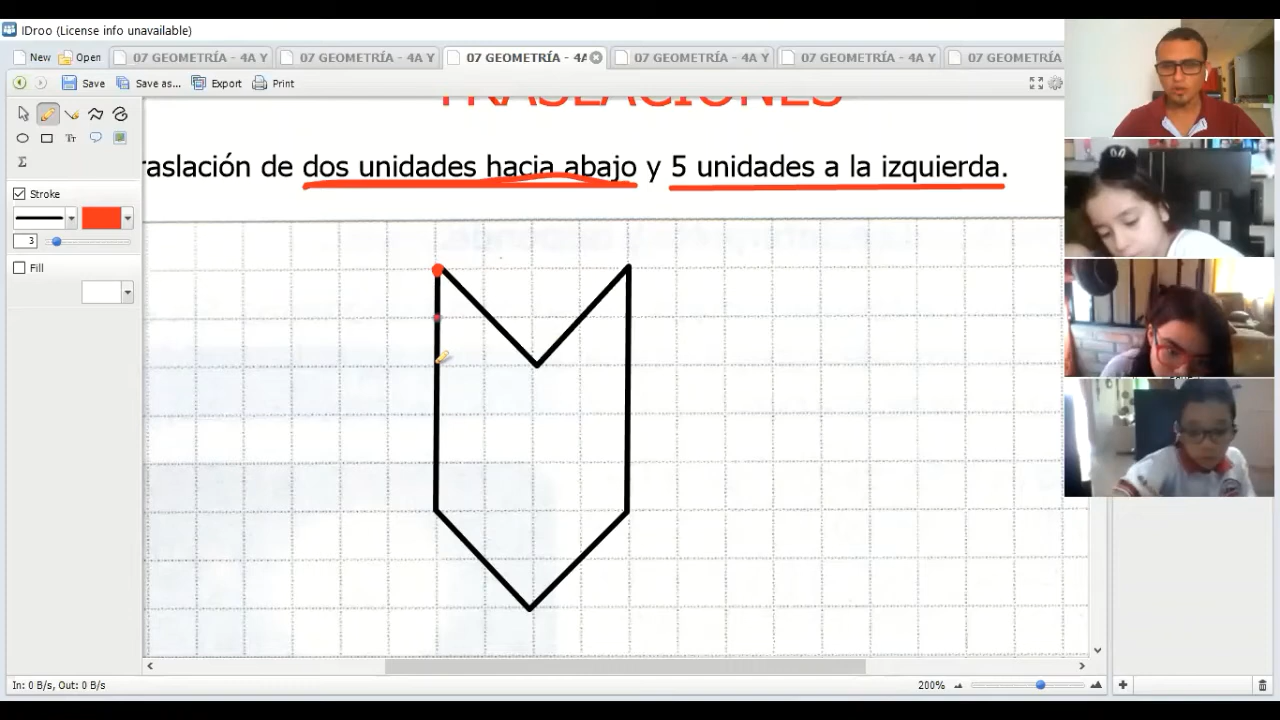 IDroo (License info unavailable)
New Open 07 GEOMETRÍA - 4A Y 07 GEOMETRÍA - 4A Y 07 GEOMETRÍA - 4A 07 GEOMETRÍA - 4A Y 07 GEOMETRÍA - 4A Y 07 GEOMETRÍA
Save Save as... Export Print
TRASLACIONES
Tr
raslación de dos unidades hacia abajo y 5 unidades a la izquierda.
Σ
Stroke
3
Fill
In: 0 B/s, Out: 0 B/s 200%